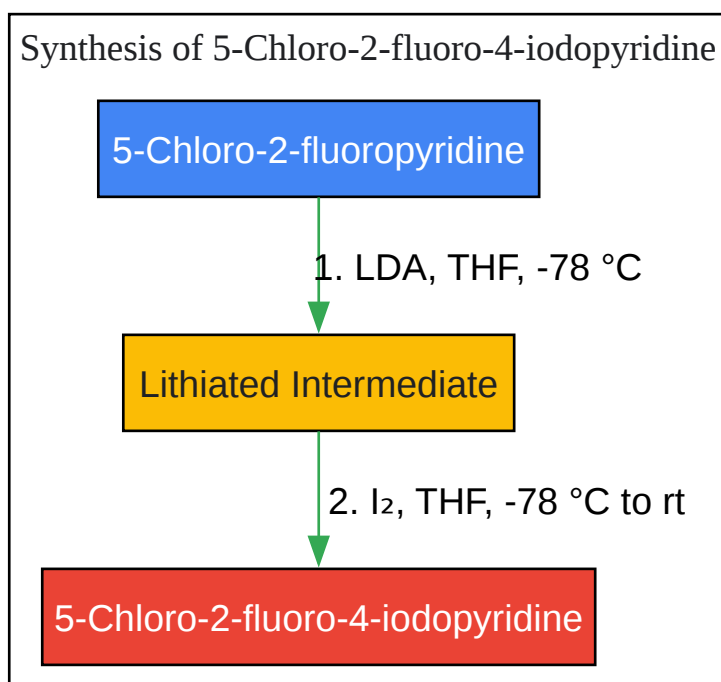 Synthesis of 5-Chloro-2-fluoro-4-iodopyridine
5-Chloro-2-fluoropyridine
1. LDA, THF, -78 °C
Lithiated Intermediate
2. I₂, THF, -78 °C to rt
5-Chloro-2-fluoro-4-iodopyridine